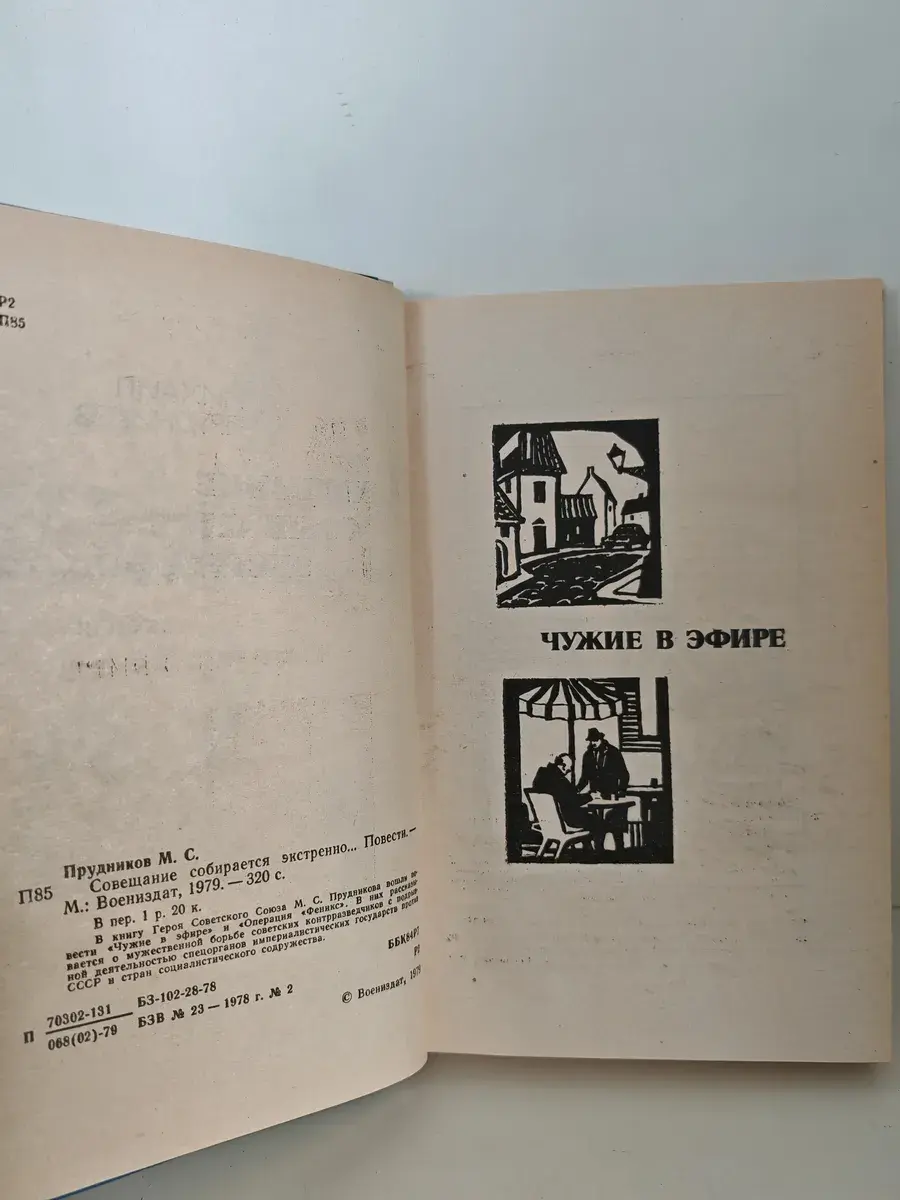 Р2
П85
Прудников М. С.
П85 Совещание собирается экстренно... Повести.—
М.: Воениздат, 1979. — 320 с.
В пер. 1 р. 20 к.
В книгу Героя Советского Союза М. С. Прудникова вошли по-
вести «Чужие в эфире» и «Операция «Феникс». В них рассказы-
вается о мужественной борьбе советских контрразведчиков с подрыв-
ной деятельностью спецорганов империалистических государств против
СССР и стран социалистического содружества.
П 70302-131 БЗ-102-28-78
068(02)-79 БЗВ № 23 — 1978 г. № 2
ББК84Р7
Р2
© Воениздат, 1979
ЧУЖИЕ В ЭФИРЕ